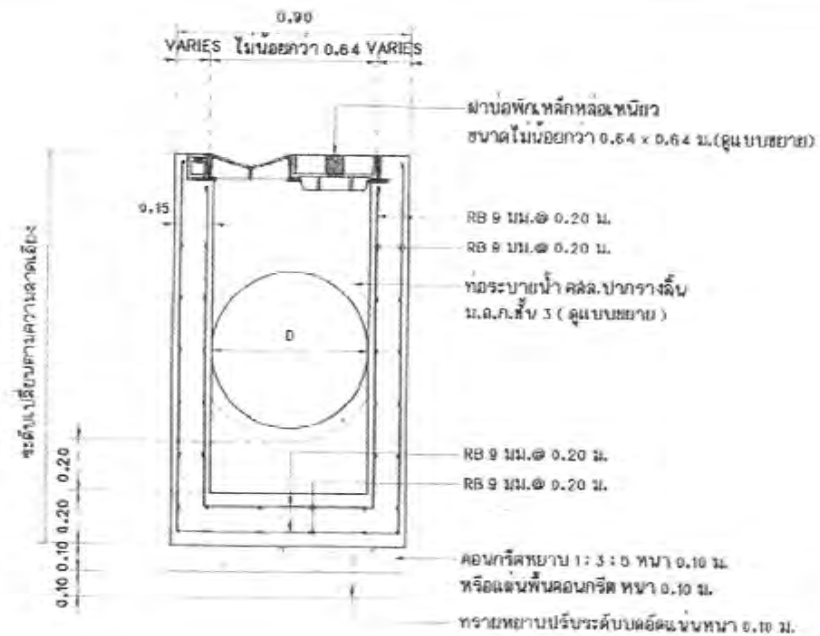 0.90
VARIES ไม่น้อยกว่า 0.64 VARIES
ฝาบ่อพักเหล็กหล่อเหนียว
ขนาดไม่น้อยกว่า 0.64 x 0.64 ม.(ดูแบบขยาย)
0.15
RB 9 มม.@ 0.20 ม.
RB 9 มม.@ 0.20 ม.
ท่อระบายน้ำ คสล.ปากรางลิ้น
ม.อ.ก.ชั้น 3 ( ดูแบบขยาย )
D
ระดับเปลี่ยนตามความลาดเอียง
0.20
RB 9 มม.@ 0.20 ม.
RB 9 มม.@ 0.20 ม.
0.20
0.10
คอนกรีตหยาบ 1 : 3 : 5 หนา 0.10 ม.
หรือแผ่นพื้นคอนกรีต หนา 0.10 ม.
0.10
ทรายหยาบปรับระดับบดอัดแน่นหนา 0.10 ม.